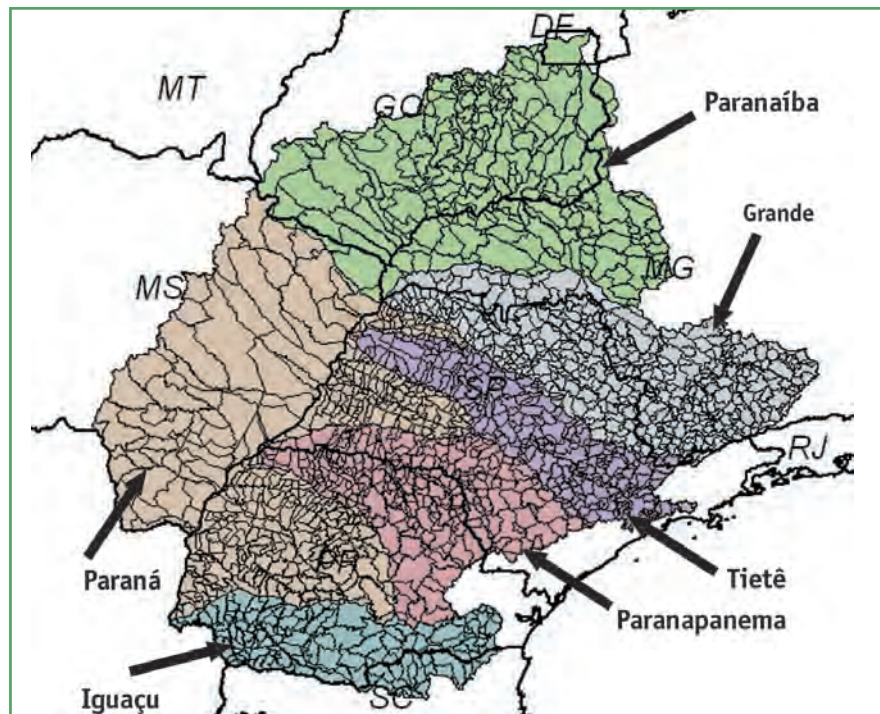 DF
MT
GO
Paranaíba
Grande
MG
MS
SP
RJ
PR
Paraná
Tietê
Paranapanema
Iguaçu
SC